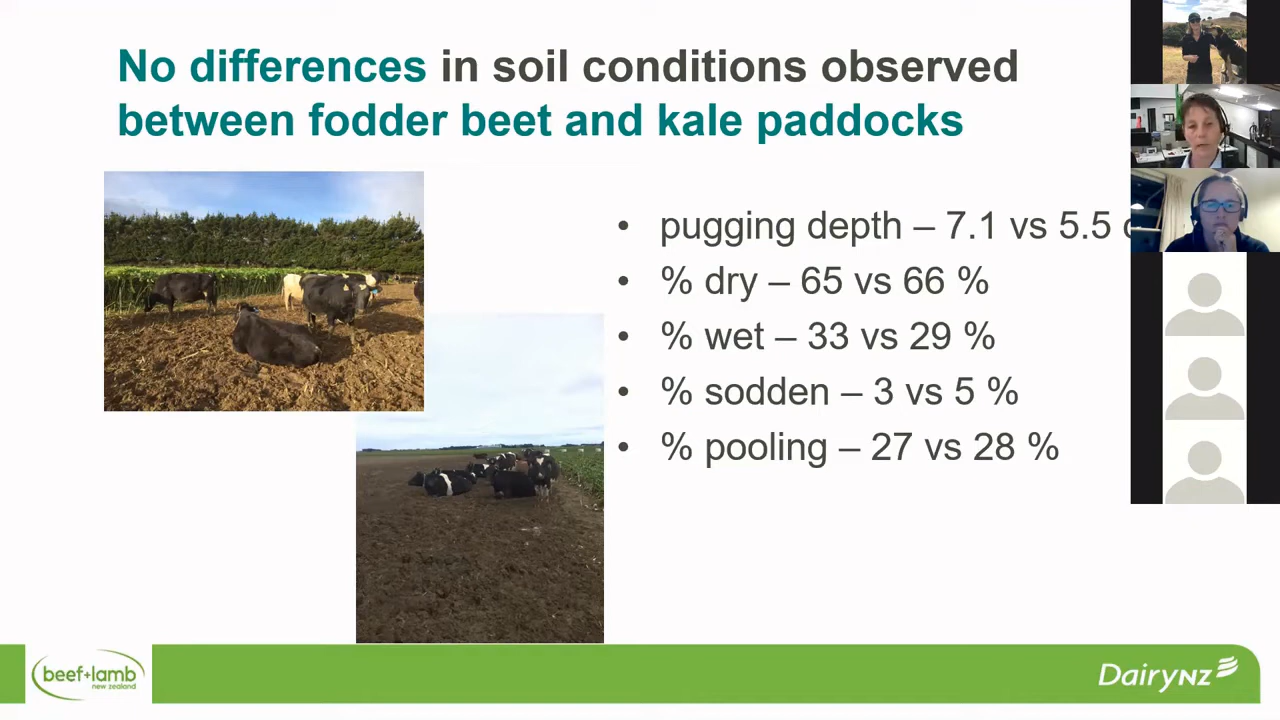 No differences in soil conditions observed
between fodder beet and kale paddocks
• pugging depth – 7.1 vs 5.5
• % dry – 65 vs 66 %
• % wet – 33 vs 29 %
• % sodden – 3 vs 5 %
• % pooling – 27 vs 28 %
beef+lamb
new zealand
DairyNZ